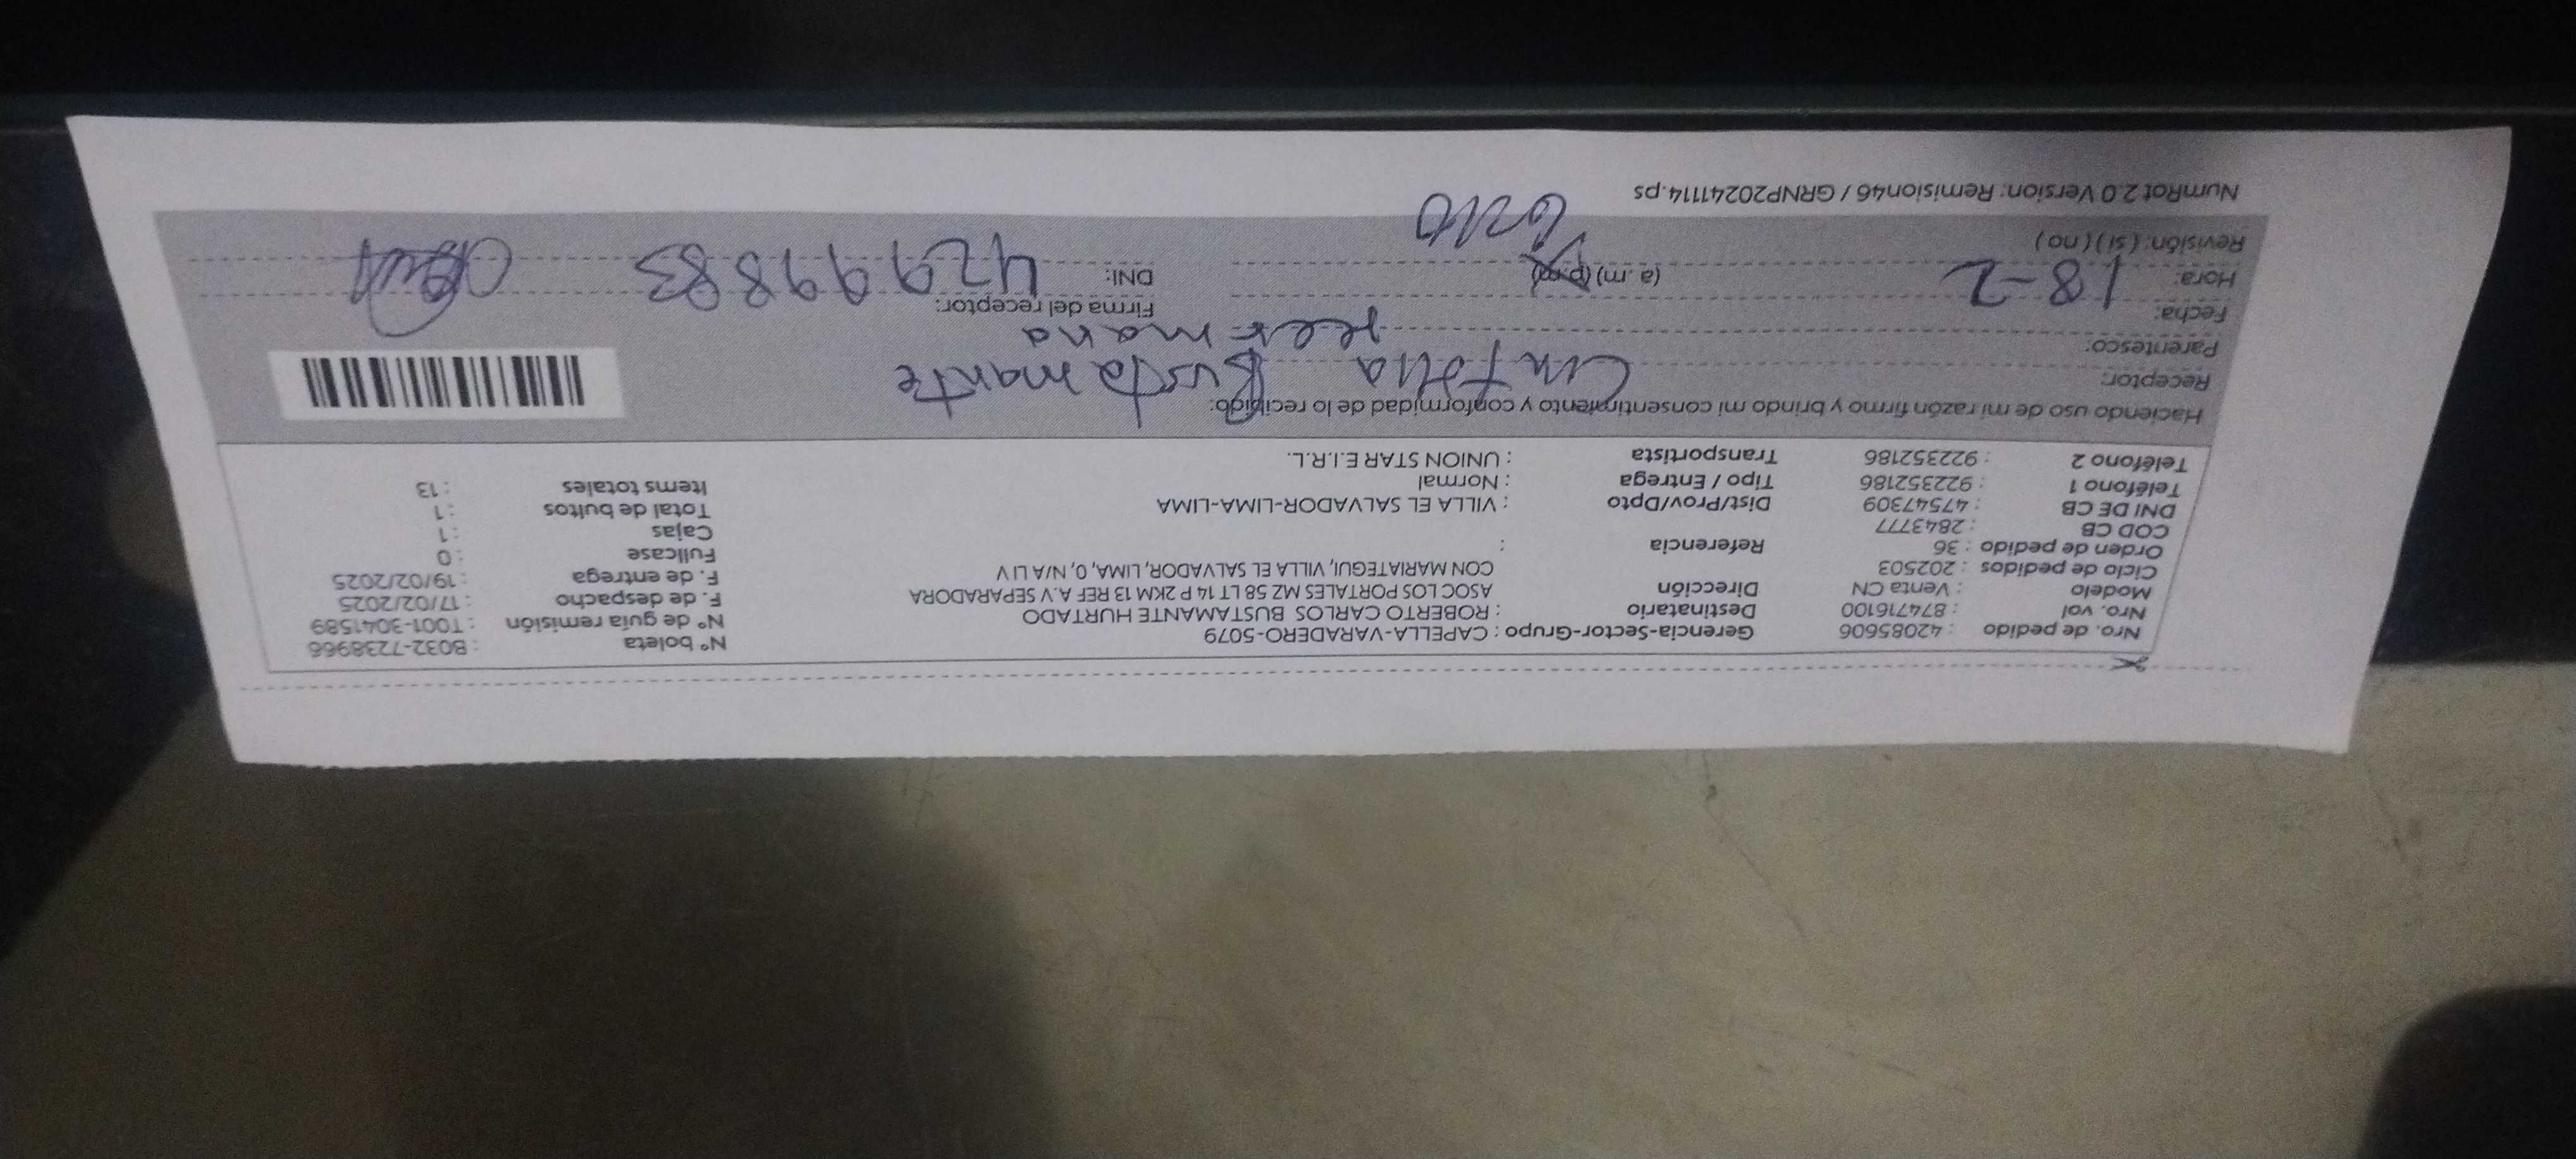 Nro. de pedido : 42085606 Gerencia-Sector-Grupo : CAPELLA-VARADERO-5079 N° boleta : B032-7238966
Nro. vol : 874716100 Destinatario : ROBERTO CARLOS BUSTAMANTE HURTADO N° de guía remisión : T001-3041589
Modelo : Venta CN Dirección ASOC LOS PORTALES MZ 58 LT 14 P 2KM 13 REF A.V SEPARADORA F. de despacho : 17/02/2025
Ciclo de pedidos : 202503 CON MARIATEGUI, VILLA EL SALVADOR, LIMA, 0, N/A LI V F. de entrega : 19/02/2025
Orden de pedido : 36 Referencia : Fullcase : 0
COD CB : 2843777 Cajas : 1
DNI DE CB : 47547309 Dist/Prov/Dpto : VILLA EL SALVADOR-LIMA-LIMA Total de bultos : 1
Teléfono 1 : 922352186 Tipo / Entrega : Normal Items totales : 13
Teléfono 2 : 922352186 Transportista : UNION STAR E.I.R.L.
Haciendo uso de mi razón firmo y brindo mi consentimiento y conformidad de lo recibido:
Receptor: Bustamante
Parentesco: hermana
Fecha: 18-2 Firma del receptor:
Hora: (a. m) (p.m) DNI: 42999883
Revisión: ( si ) ( no )
NumRot 2.0 Version: Remision46 / GRNP20241114.ps